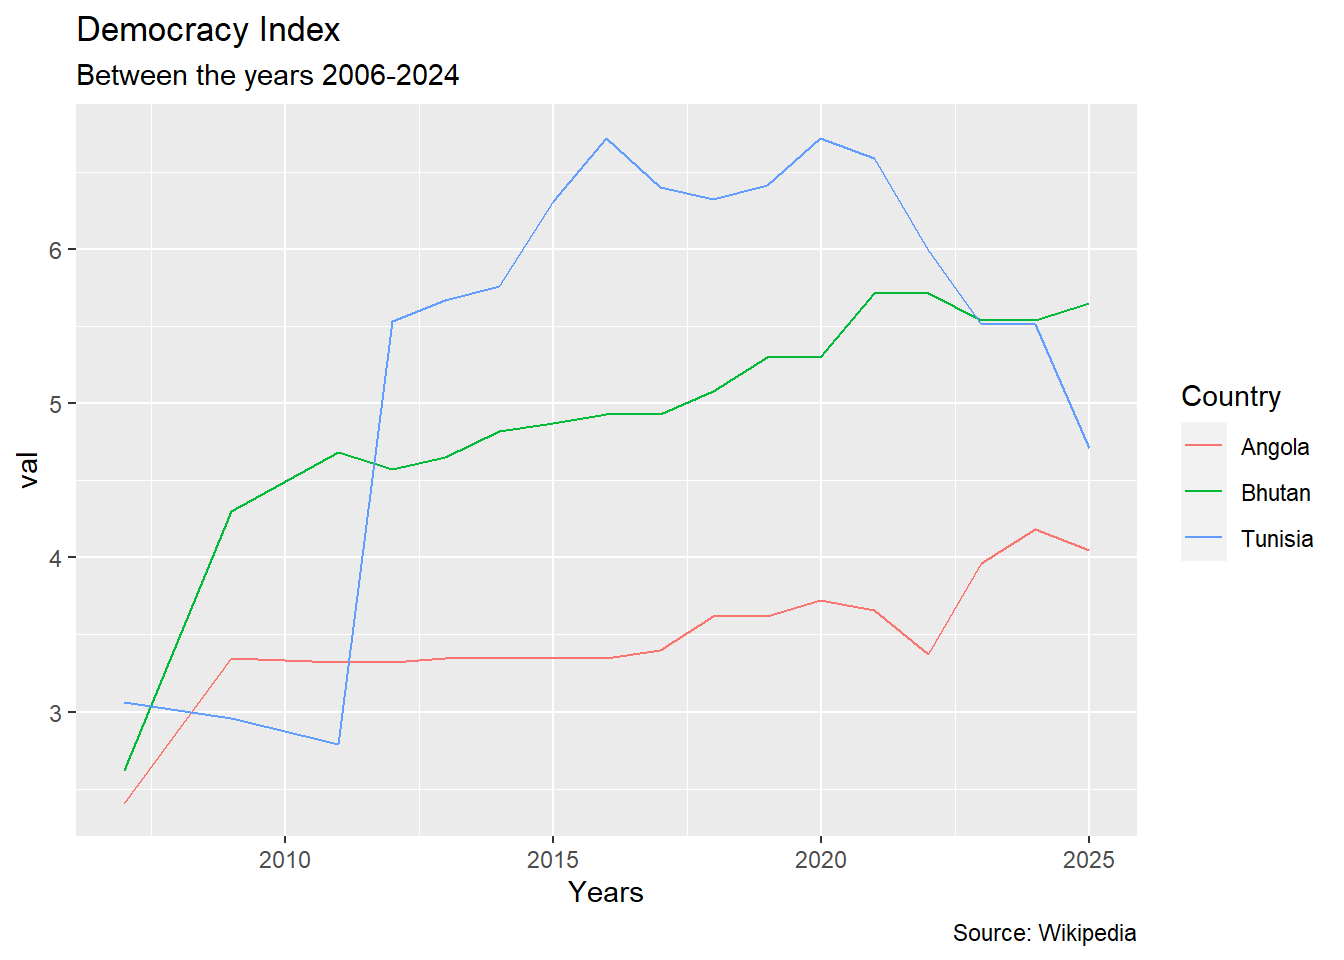 Democracy Index
Between the years 2006-2024
6
5
4
3
val
2010
2015
2020
2025
Years
Country
Angola
Bhutan
Tunisia
Source: Wikipedia